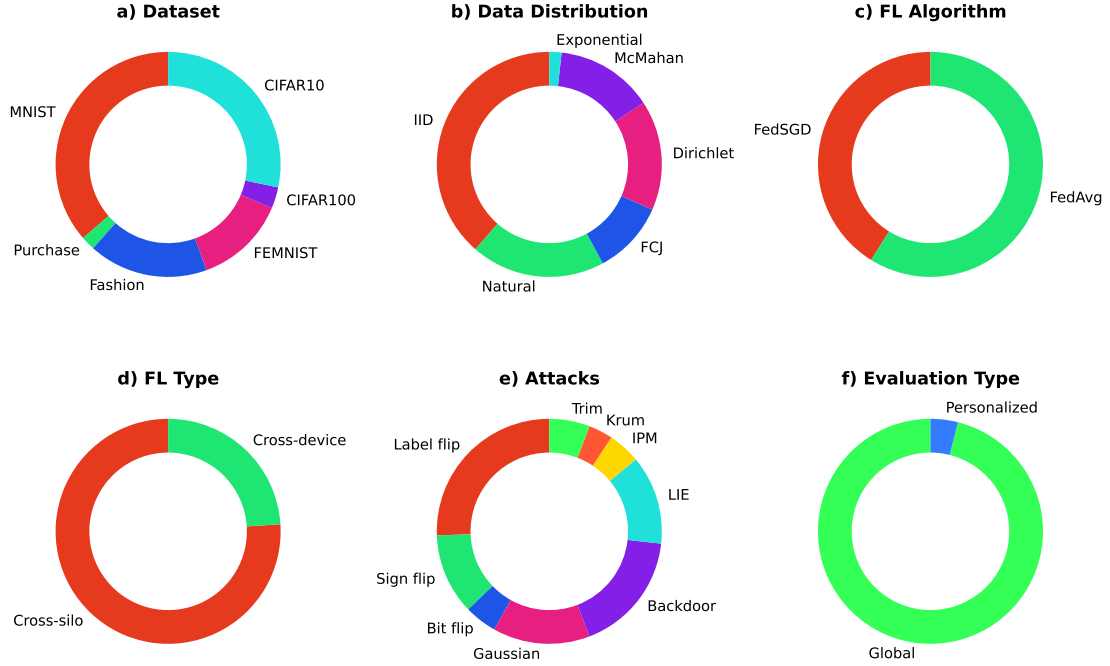 a) Dataset
MNIST
CIFAR10
CIFAR100
FEMNIST
Fashion
Purchase
b) Data Distribution
Exponential
McMahan
IID
Dirichlet
FCJ
Natural
c) FL Algorithm
FedSGD
FedAvg
d) FL Type
Cross-device
Cross-silo
e) Attacks
Trim
Krum
IPM
Label flip
LIE
Sign flip
Backdoor
Bit flip
Gaussian
f) Evaluation Type
Personalized
Global